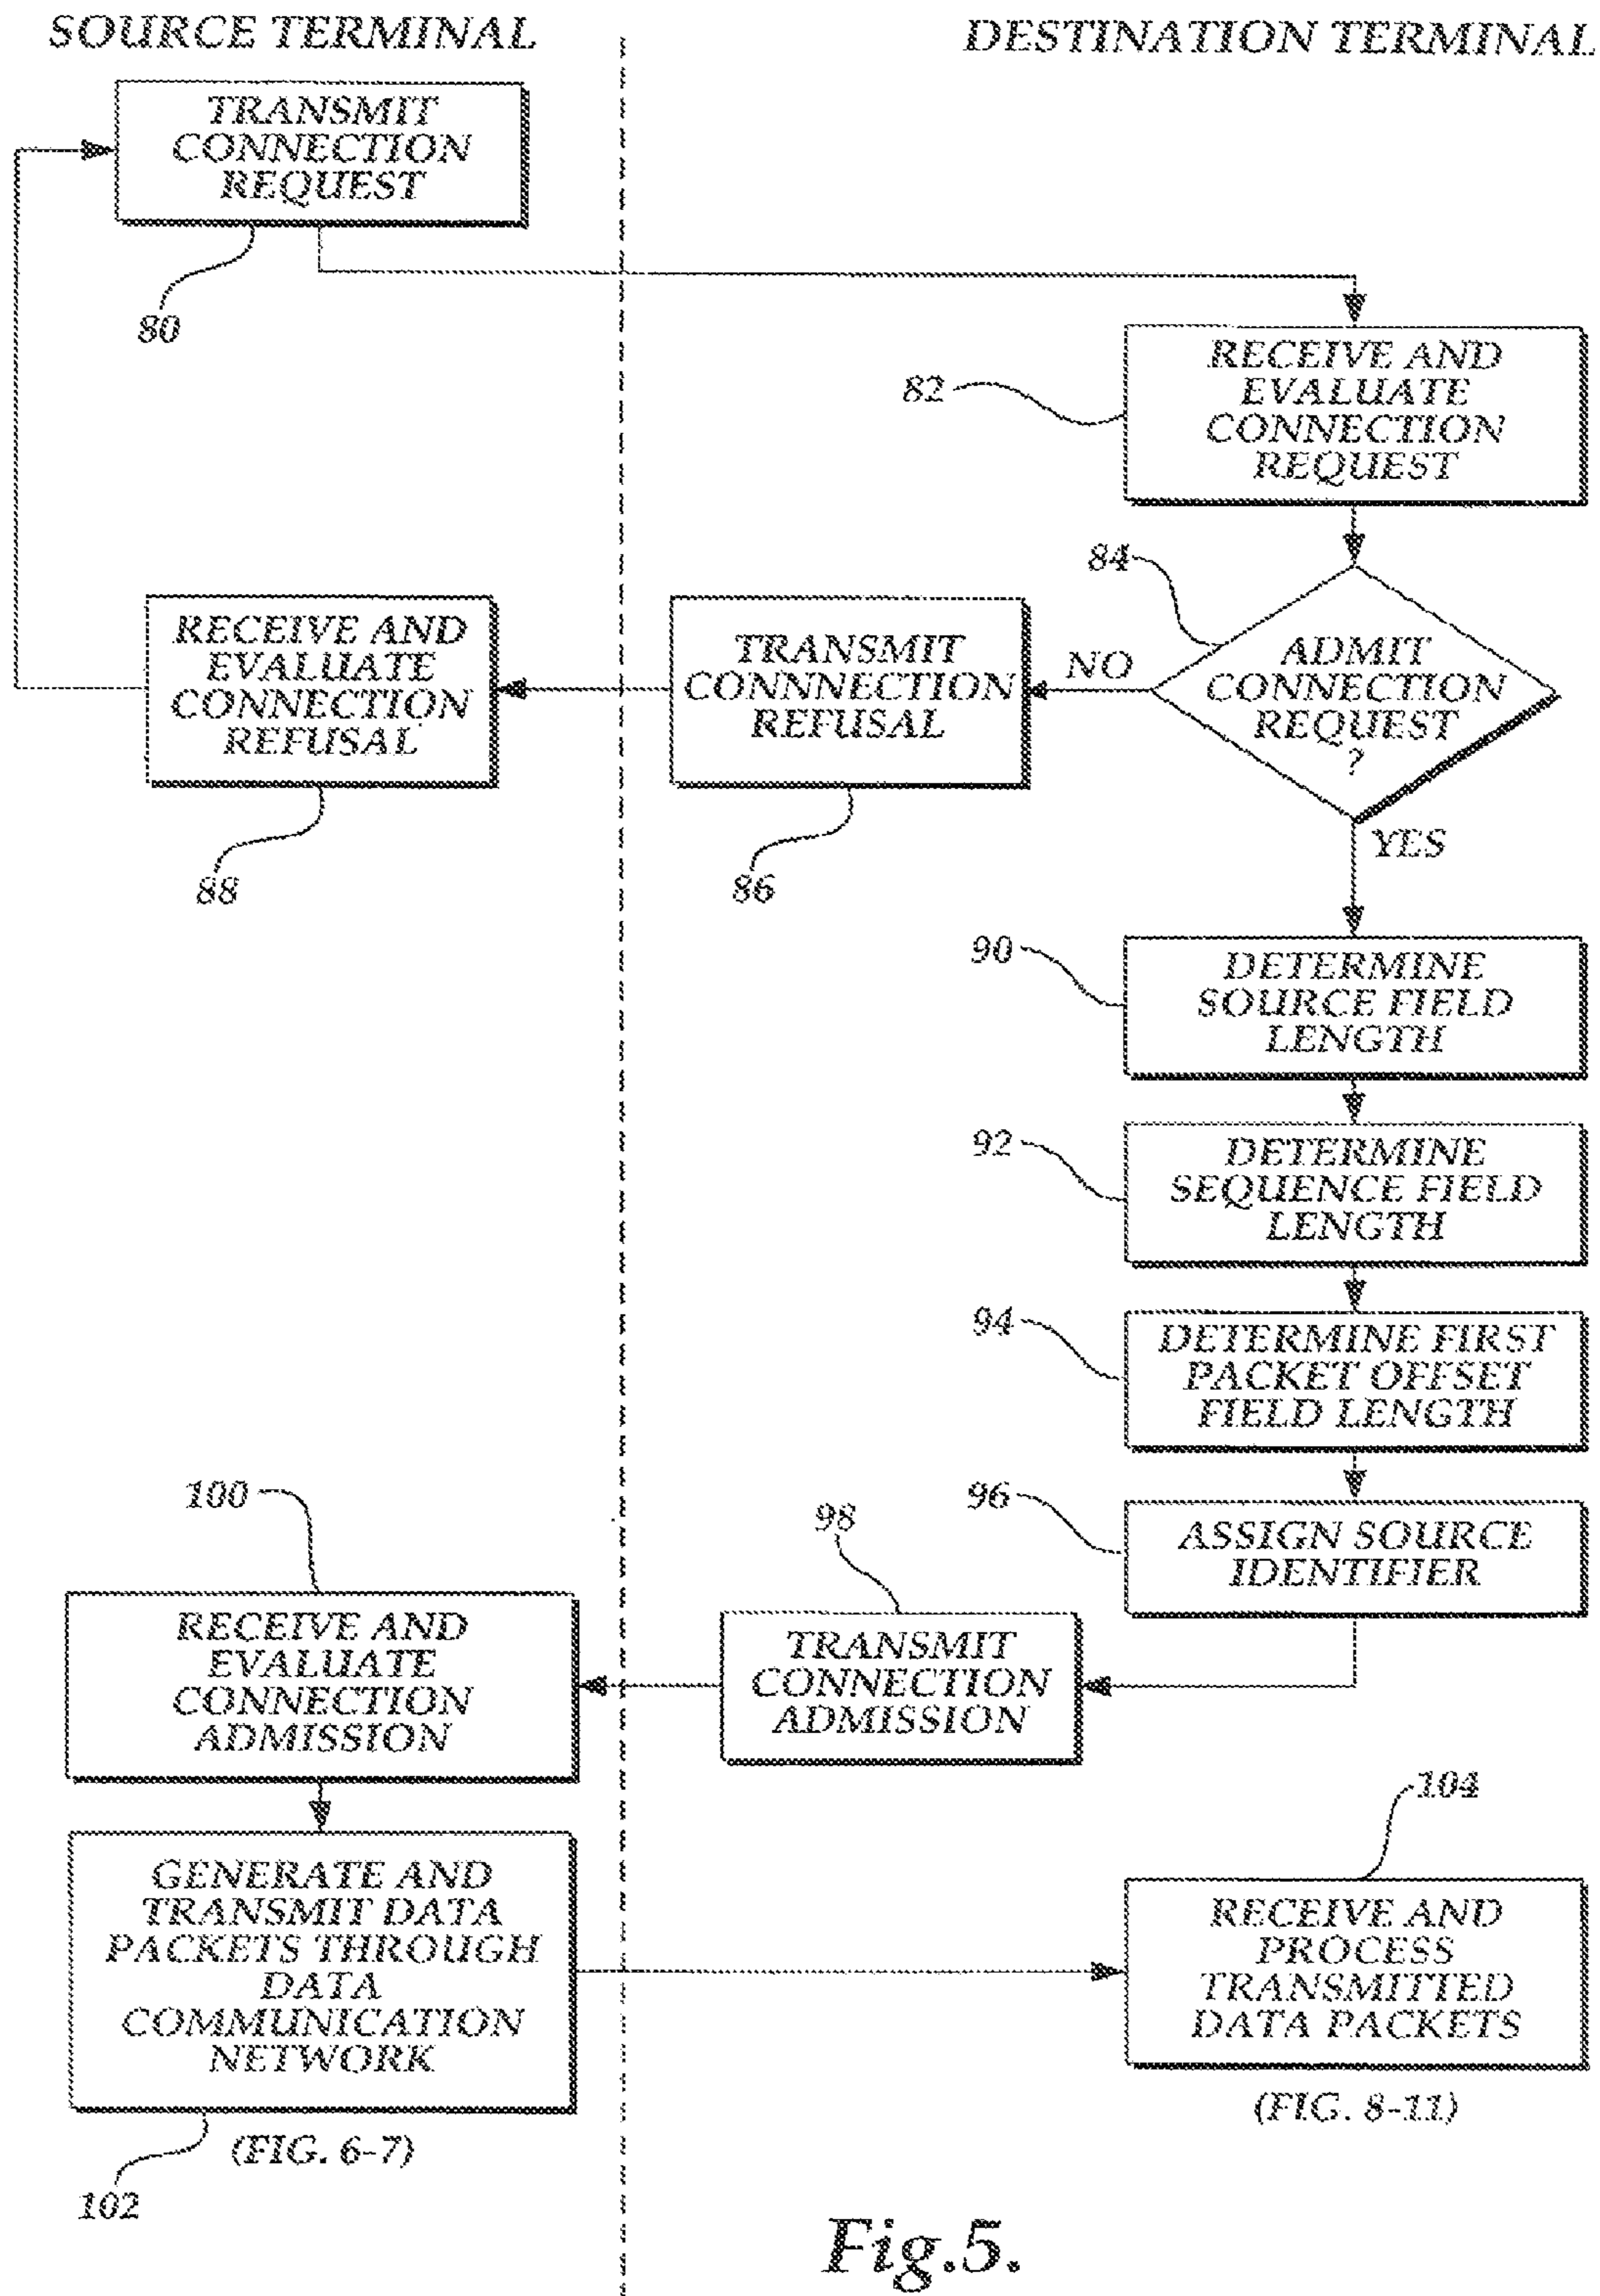 SOURCE TERMINAL
DESTINATION TERMINAL
TRANSMIT
CONNECTION
REQUEST
80
82
RECEIVE AND
EVALUATE
CONNECTION
REQUEST
84
ADMIT
CONNECTION
REQUEST
?
NO
YES
TRANSMIT
CONNNECTION
REFUSAL
86
RECEIVE AND
EVALUATE
CONNECTION
REFUSAL
88
90
DETERMINE
SOURCE FIELD
LENGTH
92
DETERMINE
SEQUENCE FIELD
LENGTH
94
DETERMINE FIRST
PACKET OFFSET
FIELD LENGTH
96
ASSIGN SOURCE
IDENTIFIER
98
TRANSMIT
CONNECTION
ADMISSION
100
RECEIVE AND
EVALUATE
CONNECTION
ADMISSION
GENERATE AND
TRANSMIT DATA
PACKETS THROUGH
DATA
COMMUNICATION
NETWORK
(FIG. 6-7)
102
104
RECEIVE AND
PROCESS
TRANSMITTED
DATA PACKETS
(FIG. 8-11)
Fig.5.